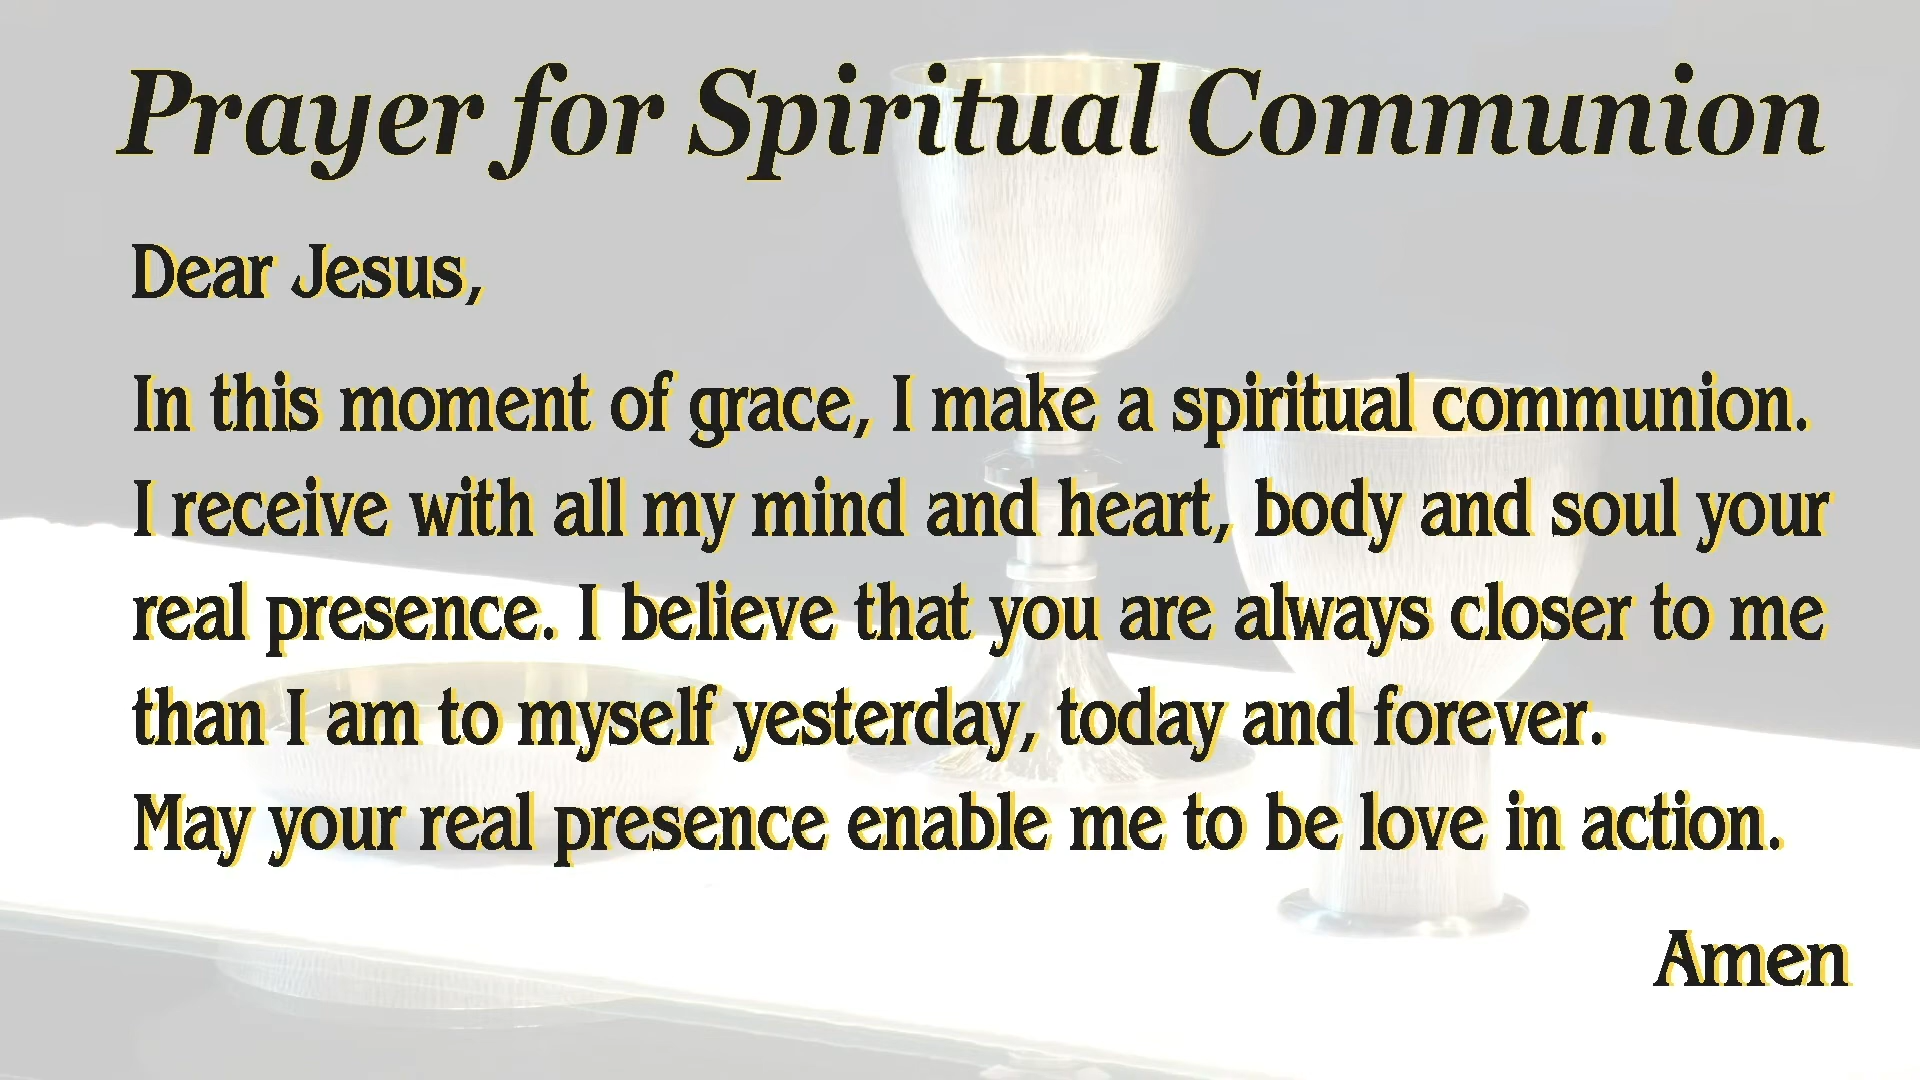 Prayer for Spiritual Communion
Dear Jesus,
In this moment of grace, I make a spiritual communion.
I receive with all my mind and heart, body and soul your
real presence. I believe that you are always closer to me
than I am to myself yesterday, today and forever.
May your real presence enable me to be love in action.
Amen